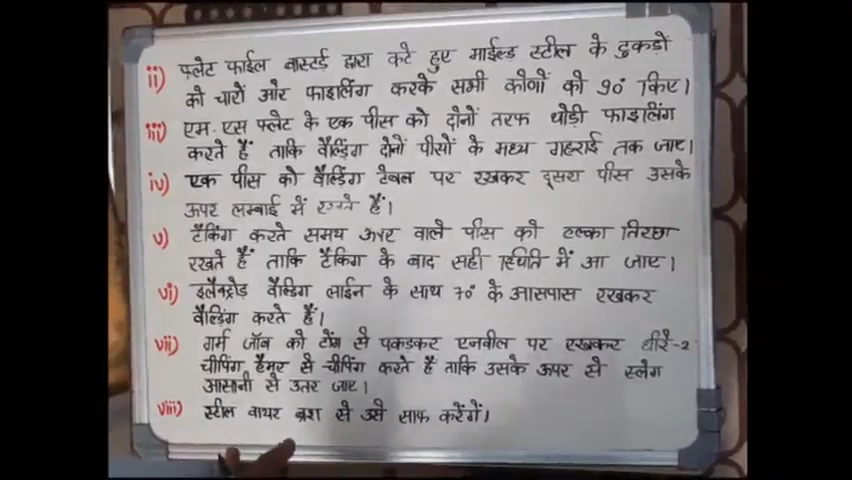 ii) फ्लेट फाईल बास्टर्ड द्वारा कटे हुए माईल्ड स्टील के टुकड़ों
को चारों ओर फाइलिंग करके सभी कोणों को 90° किए।
iii) एम.एस फ्लेट के एक पीस को दोनों तरफ थोड़ी फाइलिंग
करते हैं ताकि वैल्डिंग दोनों पीसों के मध्य गहराई तक जाए।
iv) एक पीस को वैल्डिंग टेबल पर रखकर दूसरा पीस उसके
ऊपर लम्बाई में रखते हैं।
v) टैकिंग करते समय ऊपर वाले पीस को हल्का तिरछा
रखते हैं ताकि टैकिंग के बाद सही स्थिति में आ जाए।
vi) इलैक्ट्रोड़ वैल्डिंग लाईन के साथ 70° के आसपास रखकर
वैल्डिंग करते हैं।
vii) गर्म जॉब को टोंग से पकड़कर एनवील पर रखकर धीरे-2
चीपिंग हैमर से चीपिंग करते हैं ताकि उसके ऊपर से स्लेग
आसानी से उतर जाए।
viii) स्टील वायर ब्रश से उसे साफ करेंगें।